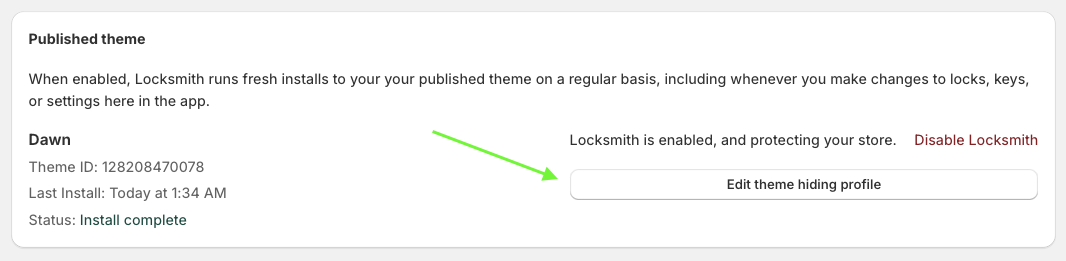 Published theme
When enabled, Locksmith runs fresh installs to your your published theme on a regular basis, including whenever you make changes to locks, keys,
or settings here in the app.
Dawn
Locksmith is enabled, and protecting your store. Disable Locksmith
Theme ID: 128208470078
Edit theme hiding profile
Last Install: Today at 1:34 AM
Status: Install complete